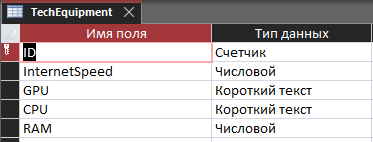 TechEquipment
Имя поля Тип данных
ID Счетчик
InternetSpeed Числовой
GPU Короткий текст
CPU Короткий текст
RAM Числовой